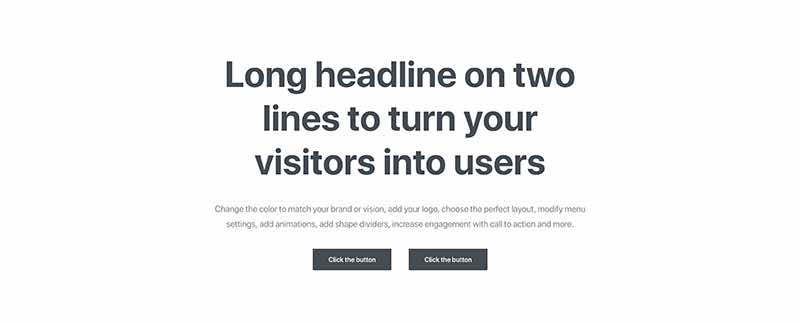 Long headline on two
lines to turn your
visitors into users
Change the color to match your brand or vision, add your logo, choose the perfect layout, modify menu
settings, add animations, add shape dividers, increase engagement with call to action and more.
Click the button Click the button